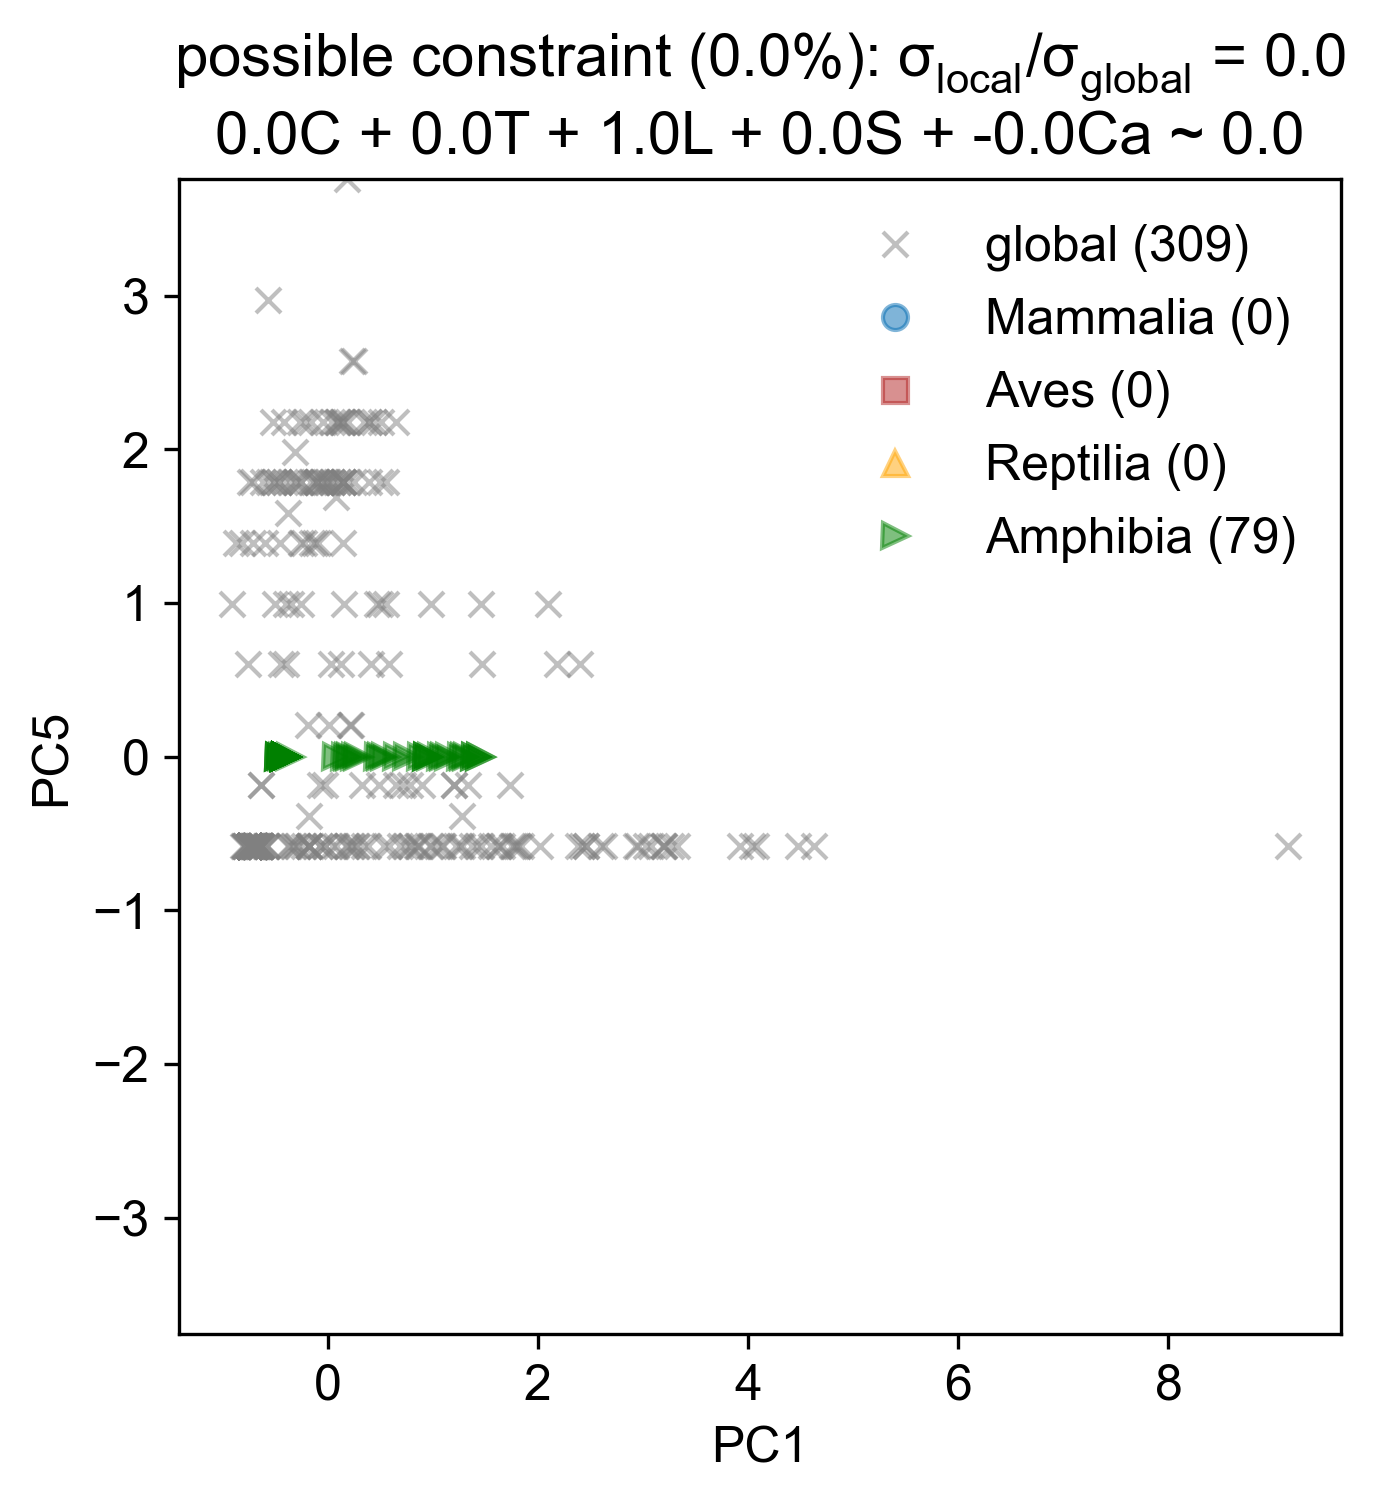 possible constraint (0.0%): σlocal/σglobal = 0.0
0.0C + 0.0T + 1.0L + 0.0S + -0.0Ca ~ 0.0
global (309)
Mammalia (0)
Aves (0)
Reptilia (0)
Amphibia (79)
3
2
1
0
−1
−2
−3
PC5
0 2 4 6 8
PC1